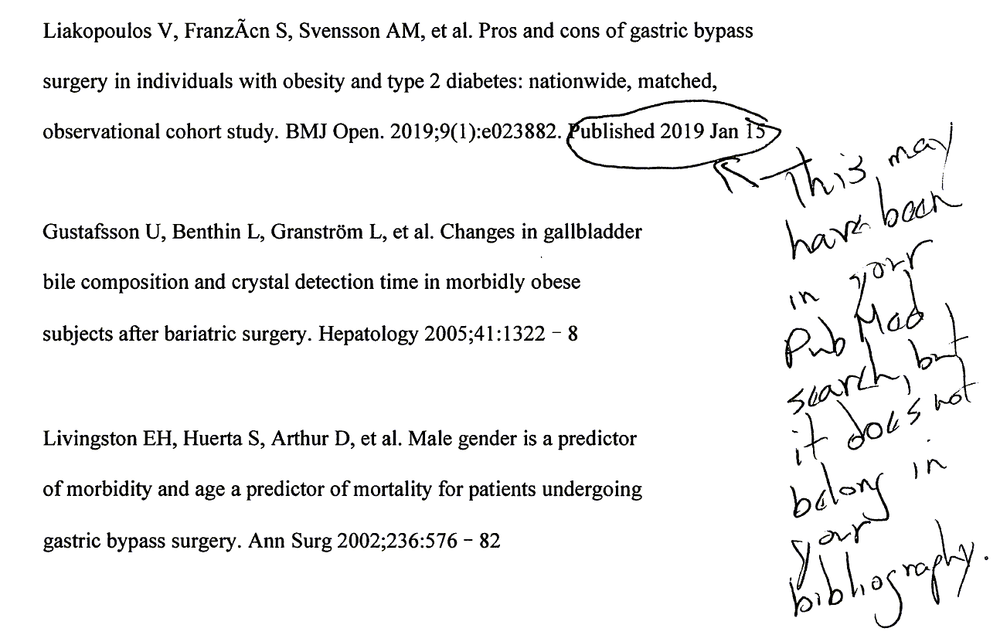 Liakopoulos V, FranzÃcn S, Svensson AM, et al. Pros and cons of gastric bypass
surgery in individuals with obesity and type 2 diabetes: nationwide, matched,
observational cohort study. BMJ Open. 2019;9(1):e023882. Published 2019 Jan 15
Gustafsson U, Benthin L, Granström L, et al. Changes in gallbladder
bile composition and crystal detection time in morbidly obese
subjects after bariatric surgery. Hepatology 2005;41:1322 – 8
Livingston EH, Huerta S, Arthur D, et al. Male gender is a predictor
of morbidity and age a predictor of mortality for patients undergoing
gastric bypass surgery. Ann Surg 2002;236:576 – 82
This may
have been
in your
Pub Med
search, but
it does not
belong in
your
bibliography.